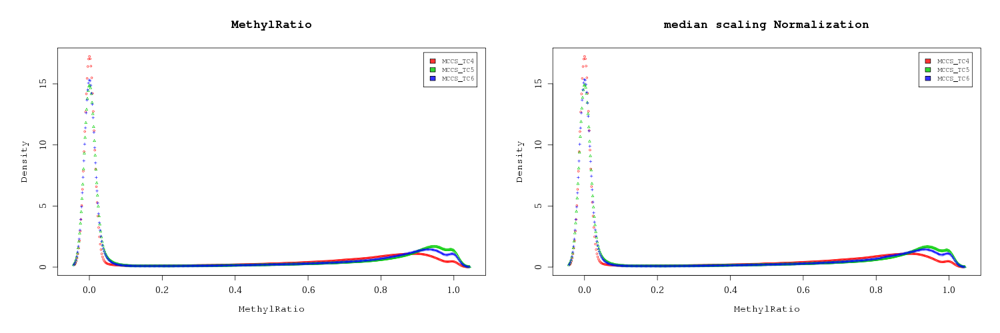 MethylRatio
MCCS_TC4
MCCS_TC5
MCCS_TC6
Density
0
5
10
15
0.0 0.2 0.4 0.6 0.8 1.0
MethylRatio
median scaling Normalization
MCCS_TC4
MCCS_TC5
MCCS_TC6
Density
0
5
10
15
0.0 0.2 0.4 0.6 0.8 1.0
MethylRatio